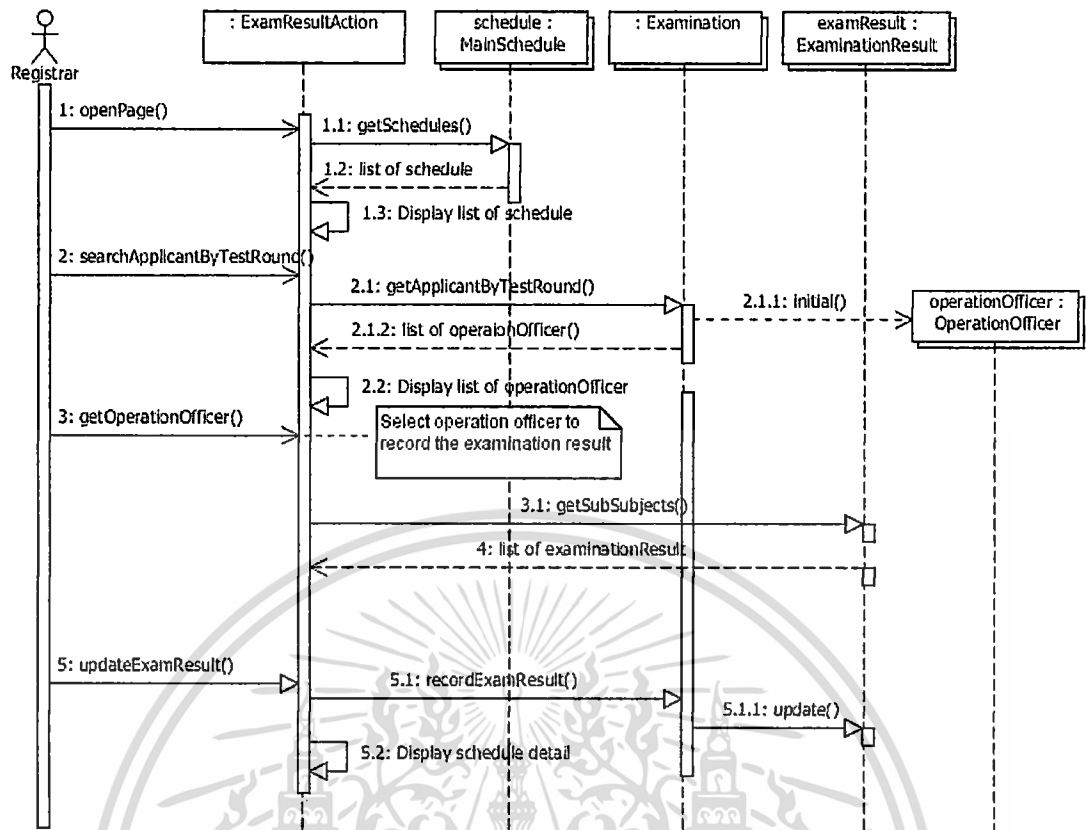 : ExamResultAction
schedule :
MainSchedule
: Examination
examResult :
ExaminationResult
Registrar
1: openPage()
1.1: getSchedules()
1.2: list of schedule
1.3: Display list of schedule
2: searchApplicantByTestRound()
2.1: getApplicantByTestRound()
2.1.1: initial()
operationOfficer :
OperationOfficer
2.1.2: list of operaionOfficer()
2.2: Display list of operationOfficer
3: getOperationOfficer()
Select operation officer to
record the examination result
3.1: getSubSubjects()
4: list of examinationResult
5: updateExamResult()
5.1: recordExamResult()
5.1.1: update()
5.2: Display schedule detail